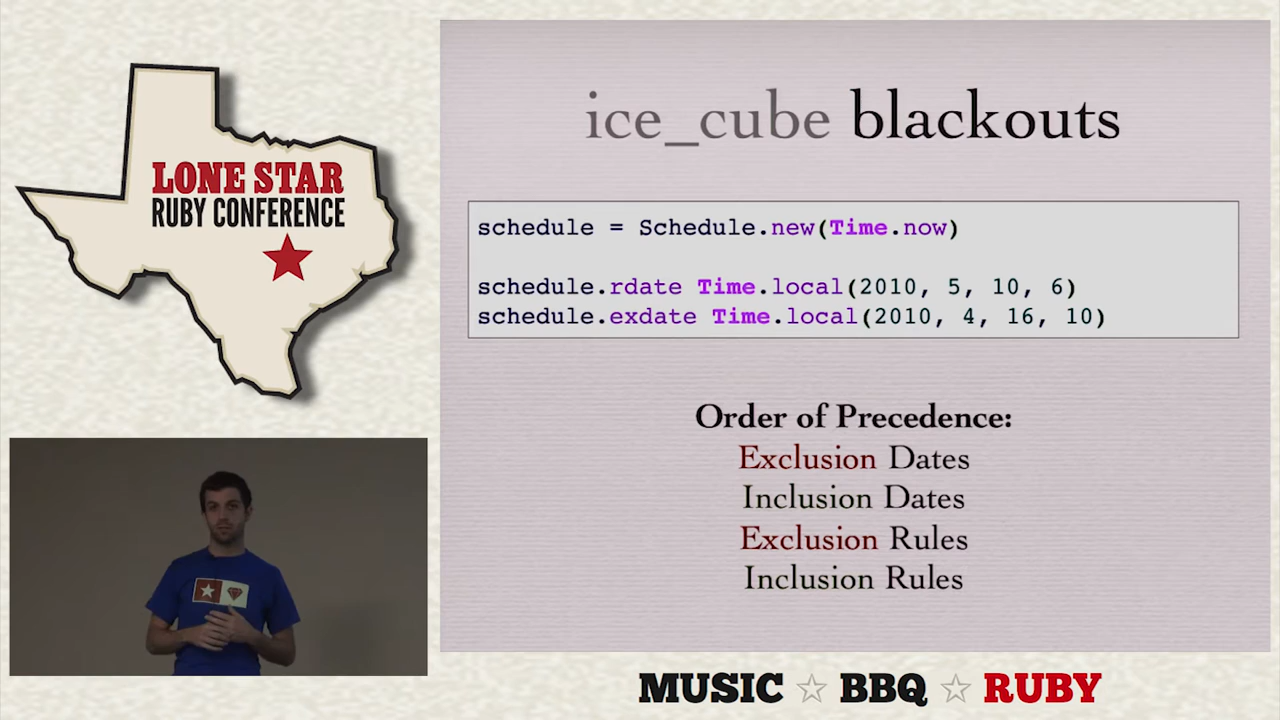 LONE STAR
RUBY CONFERENCE
ice_cube blackouts
schedule = Schedule.new(Time.now)
schedule.rdate Time.local(2010, 5, 10, 6)
schedule.exdate Time.local(2010, 4, 16, 10)
Order of Precedence:
Exclusion Dates
Inclusion Dates
Exclusion Rules
Inclusion Rules
MUSIC ☆ BBQ ☆ RUBY